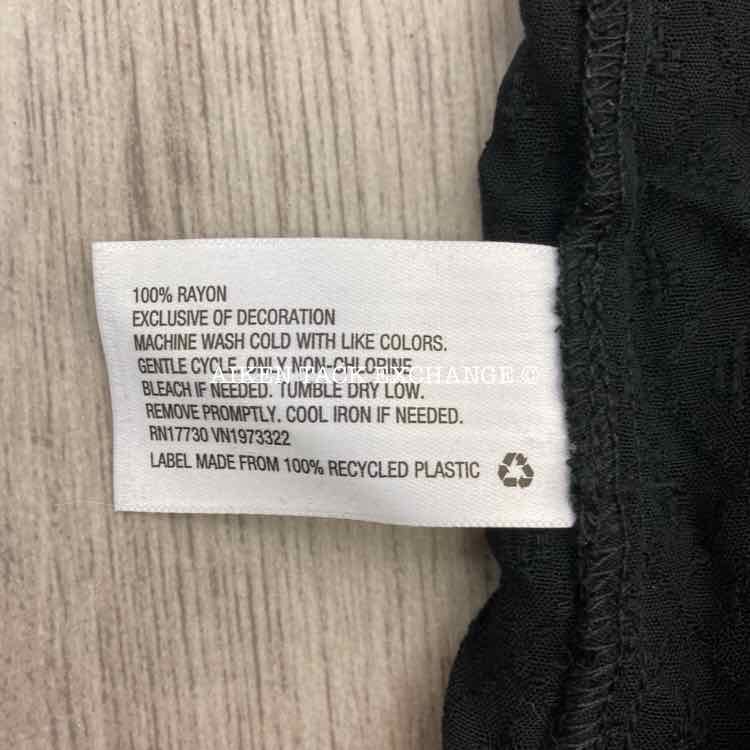 100% RAYON
EXCLUSIVE OF DECORATION
MACHINE WASH COLD WITH LIKE COLORS.
GENTLE CYCLE. ONLY NON-CHLORINE
AIKEN TACK EXCHANGE ©
BLEACH IF NEEDED. TUMBLE DRY LOW.
REMOVE PROMPTLY. COOL IRON IF NEEDED.
RN17730 VN1973322
LABEL MADE FROM 100% RECYCLED PLASTIC